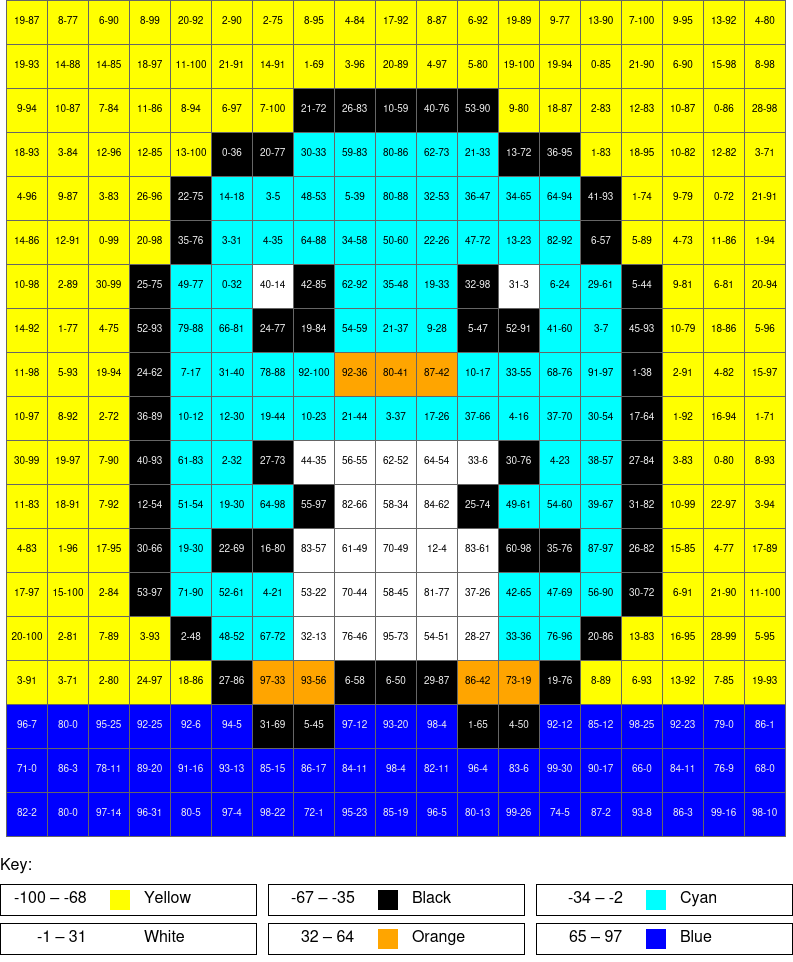 19-87 8-77 6-90 8-99 20-92 2-90 2-75 8-95 4-84 17-92 8-87 6-92 19-89 9-77 13-90 7-100 9-95 13-92 4-80
19-93 14-88 14-85 18-97 11-100 21-91 14-91 1-69 3-96 20-89 4-97 5-80 19-100 19-94 0-85 21-90 6-90 15-98 8-98
9-94 10-87 7-84 11-86 8-94 6-97 7-100 21-72 26-83 10-59 40-76 53-90 9-80 18-87 2-83 12-83 10-87 0-86 28-98
18-93 3-84 12-96 12-85 13-100 0-36 20-77 30-33 59-83 80-86 62-73 21-33 13-72 36-95 1-83 18-95 10-82 12-82 3-71
4-96 9-87 3-83 26-96 22-75 14-18 3-5 48-53 5-39 80-88 32-53 36-47 34-65 64-94 41-93 1-74 9-79 0-72 21-91
14-86 12-91 0-99 20-98 35-76 3-31 4-35 64-88 34-58 50-60 22-26 47-72 13-23 82-92 6-57 5-89 4-73 11-86 1-94
10-98 2-89 30-99 25-75 49-77 0-32 40-14 42-85 62-92 35-48 19-33 32-98 31-3 6-24 29-61 5-44 9-81 6-81 20-94
14-92 1-77 4-75 52-93 79-88 66-81 24-77 19-84 54-59 21-37 9-28 5-47 52-91 41-60 3-7 45-93 10-79 18-86 5-96
11-98 5-93 19-94 24-62 7-17 31-40 78-88 92-100 92-36 80-41 87-42 10-17 33-55 68-76 91-97 1-38 2-91 4-82 15-97
10-97 8-92 2-72 36-89 10-12 12-30 19-44 10-23 21-44 3-37 17-26 37-66 4-16 37-70 30-54 17-64 1-92 16-94 1-71
30-99 19-97 7-90 40-93 61-83 2-32 27-73 44-35 56-55 62-52 64-54 33-6 30-76 4-23 38-57 27-84 3-83 0-80 8-93
11-83 18-91 7-92 12-54 51-54 19-30 64-98 55-97 82-66 58-34 84-62 25-74 49-61 54-60 39-67 31-82 10-99 22-97 3-94
4-83 1-96 17-95 30-66 19-30 22-69 16-80 83-57 61-49 70-49 12-4 83-61 60-98 35-76 87-97 26-82 15-85 4-77 17-89
17-97 15-100 2-84 53-97 71-90 52-61 4-21 53-22 70-44 58-45 81-77 37-26 42-65 47-69 56-90 30-72 6-91 21-90 11-100
20-100 2-81 7-89 3-93 2-48 48-52 67-72 32-13 76-46 95-73 54-51 28-27 33-36 76-96 20-86 13-83 16-95 28-99 5-95
3-91 3-71 2-80 24-97 18-86 27-86 97-33 93-56 6-58 6-50 29-87 86-42 73-19 19-76 8-89 6-93 13-92 7-85 19-93
96-7 80-0 95-25 92-25 92-6 94-5 31-69 5-45 97-12 93-20 98-4 1-65 4-50 92-12 85-12 98-25 92-23 79-0 86-1
71-0 86-3 78-11 89-20 91-16 93-13 85-15 86-17 84-11 98-4 82-11 96-4 83-6 99-30 90-17 66-0 84-11 76-9 68-0
82-2 80-0 97-14 96-31 80-5 97-4 98-22 72-1 95-23 85-19 96-5 80-13 99-26 74-5 87-2 93-8 86-3 99-16 98-10
Key:
-100 – -68 Yellow -67 – -35 Black -34 – -2 Cyan
-1 – 31 White 32 – 64 Orange 65 – 97 Blue